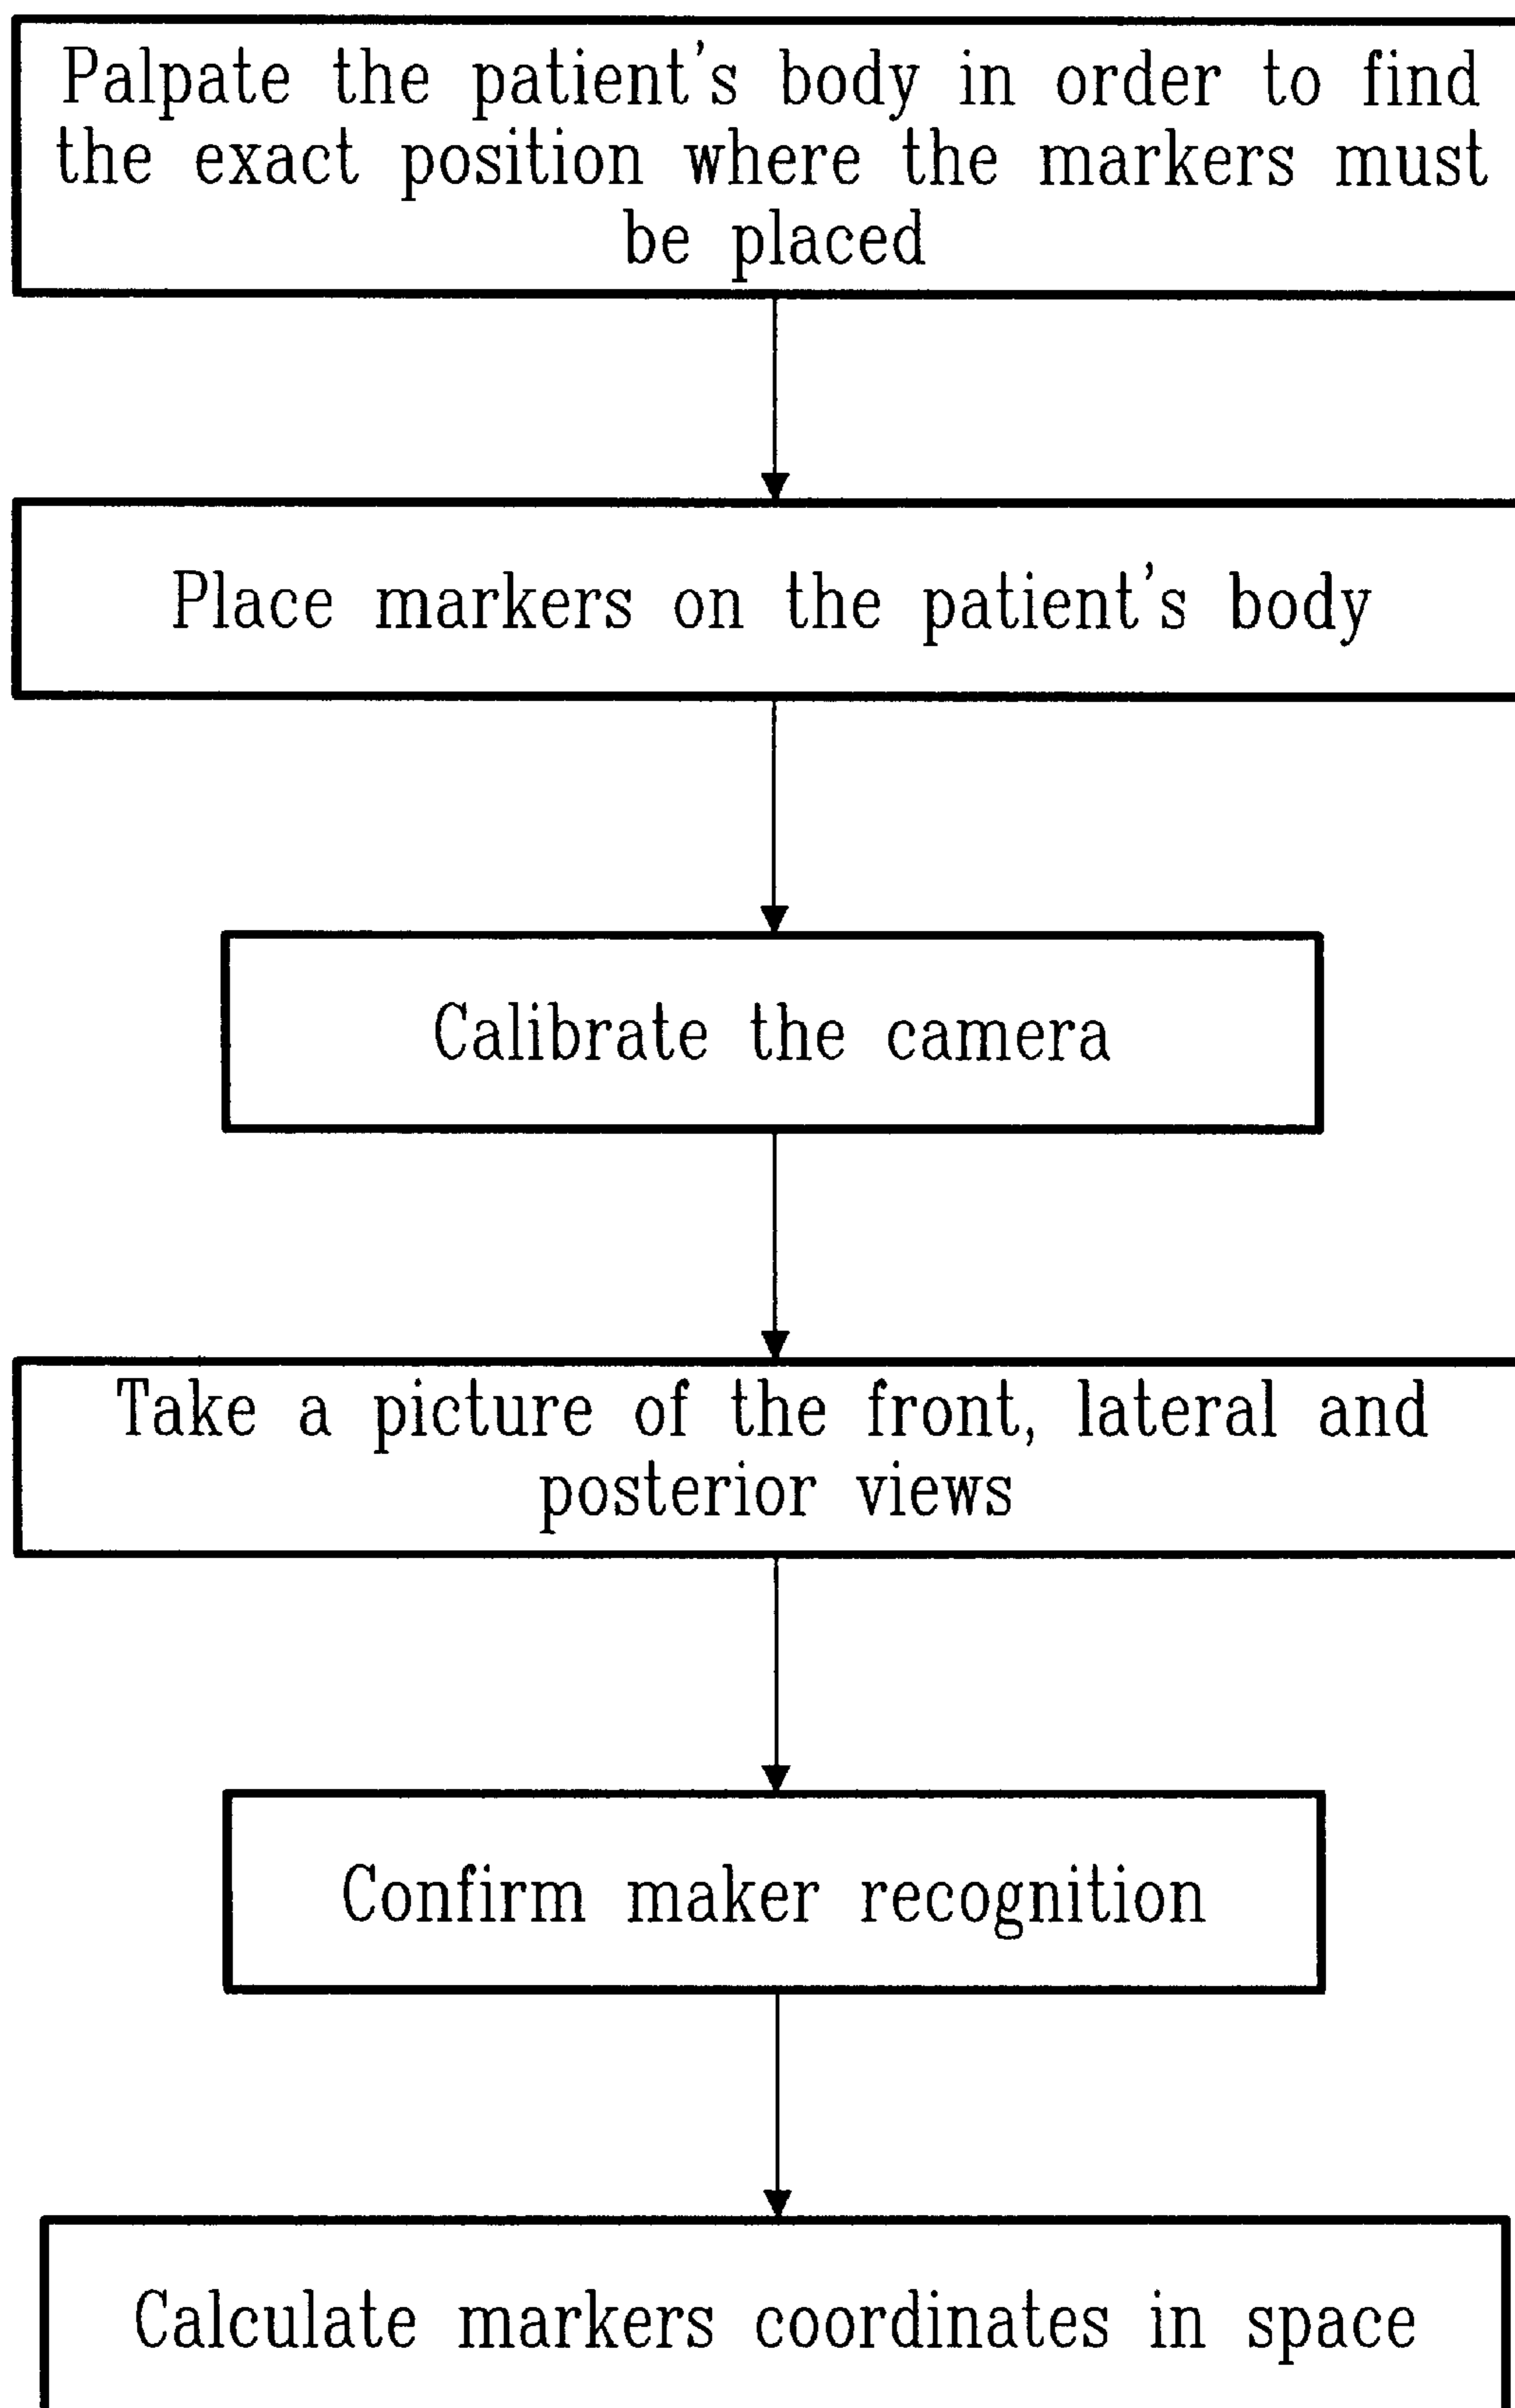 Palpate the patient's body in order to find
the exact position where the markers must
be placed
Place markers on the patient's body
Calibrate the camera
Take a picture of the front, lateral and
posterior views
Confirm maker recognition
Calculate markers coordinates in space